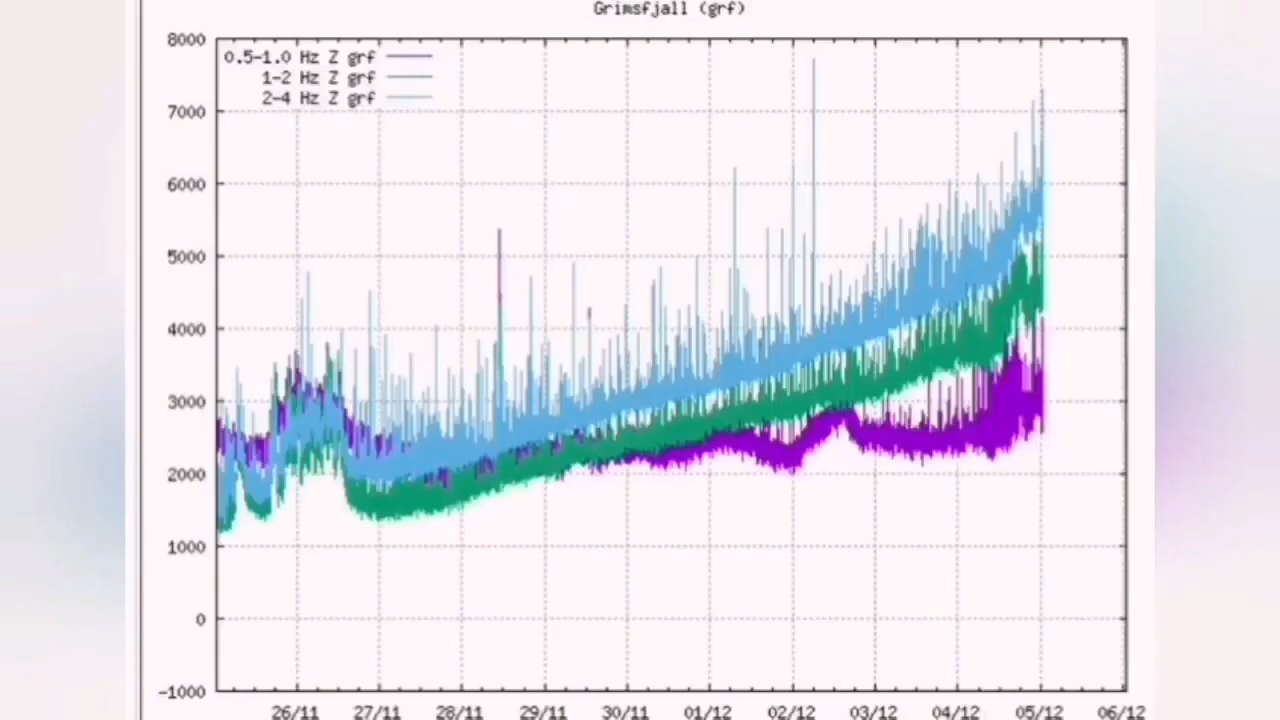 Grimsfjall (grf)
8000
0.5-1.0 Hz Z grf
1-2 Hz Z grf
2-4 Hz Z grf
7000
6000
5000
4000
3000
2000
1000
0
-1000
26/11 27/11 28/11 29/11 30/11 01/12 02/12 03/12 04/12 05/12 06/12